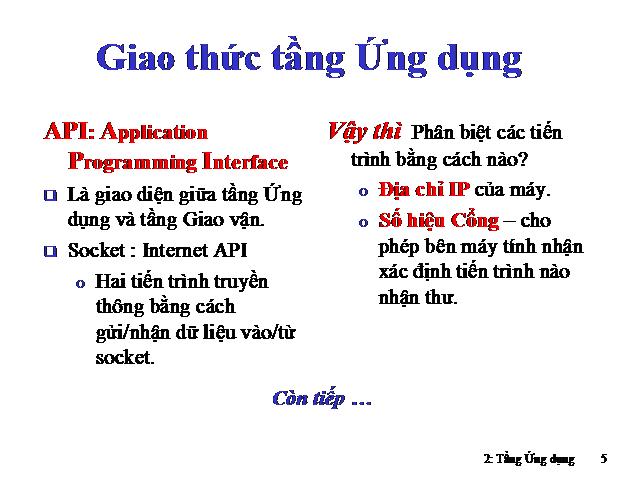 Giao thức tầng Ứng dụng
API: Application
Programming Interface
❑ Là giao diện giữa tầng Ứng
dụng và tầng Giao vận.
❑ Socket : Internet API
o Hai tiến trình truyền
thông bằng cách
gửi/nhận dữ liệu vào/từ
socket.
Vậy thì Phân biệt các tiến
trình bằng cách nào?
o Địa chỉ IP của máy.
o Số hiệu Cổng – cho
phép bên máy tính nhận
xác định tiến trình nào
nhận thư.
Còn tiếp …
2: Tầng Ứng dụng 5